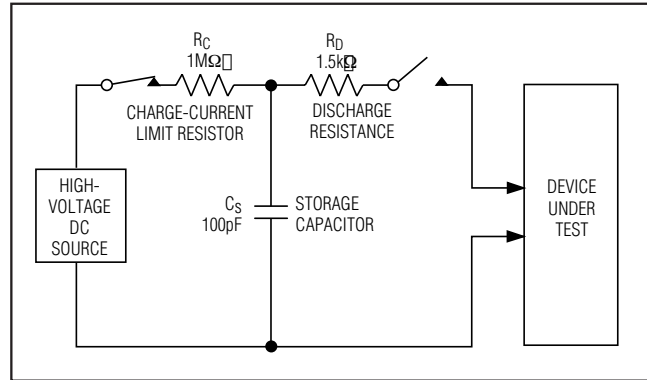 RC
1MΩ▯
CHARGE-CURRENT
LIMIT RESISTOR
RD
1.5kΩ
DISCHARGE
RESISTANCE
HIGH-
VOLTAGE
DC
SOURCE
CS
100pF
STORAGE
CAPACITOR
DEVICE
UNDER
TEST